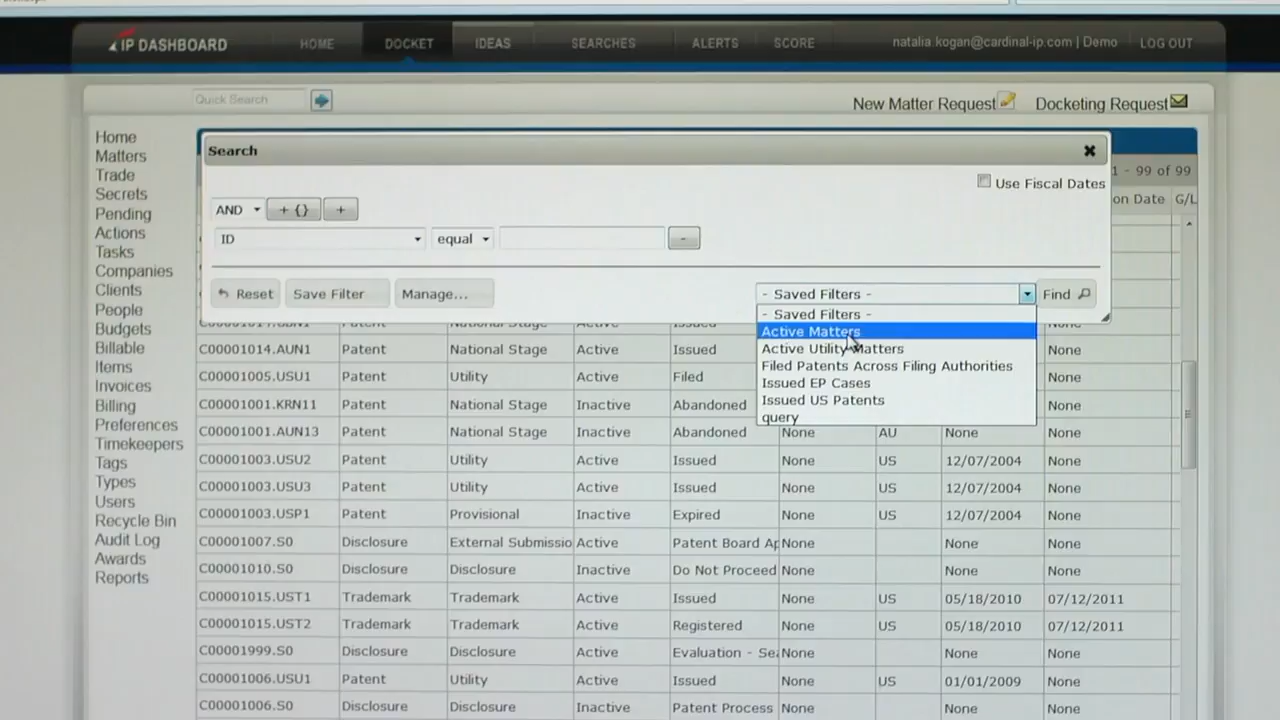 IP DASHBOARD HOME DOCKET IDEAS SEARCHES ALERTS SCORE natalia.kogan@cardinal-ip.com | Demo LOG OUT
Quick Search New Matter Request Docketing Request
Home
Matters
Trade
Secrets
Pending
Actions
Tasks
Companies
Clients
People
Budgets
Billable
Items
Invoices
Billing
Preferences
Timekeepers
Tags
Types
Users
Recycle Bin
Audit Log
Awards
Reports
Search
1 - 99 of 99
Use Fiscal Dates
on Date G/L
AND + {} +
ID equal -
Reset Save Filter Manage... - Saved Filters - Find
- Saved Filters -
Active Matters
Active Utility Matters
Filed Patents Across Filing Authorities
Issued EP Cases
Issued US Patents
query
Patent National Stage Active Issued None
C00001014.AUN1 Patent National Stage Active Issued None
C00001005.USU1 Patent Utility Active Filed None
C00001001.KRN11 Patent National Stage Inactive Abandoned None
C00001001.AUN13 Patent National Stage Inactive Abandoned None AU None None
C00001003.USU2 Patent Utility Active Issued None US 12/07/2004 None
C00001003.USU3 Patent Utility Active Issued None US 12/07/2004 None
C00001003.USP1 Patent Provisional Inactive Expired None US 12/07/2004 None
C00001007.S0 Disclosure External Submissio Active Patent Board Ap None None None
C00001010.S0 Disclosure Disclosure Inactive Do Not Proceed None None None
C00001015.UST1 Trademark Trademark Active Issued None US 05/18/2010 07/12/2011
C00001015.UST2 Trademark Trademark Active Registered None US 05/18/2010 07/12/2011
C00001999.S0 Disclosure Disclosure Active Evaluation - Sea None None None
C00001006.USU1 Patent Utility Active Issued None US 01/01/2009 None
C00001006.S0 Disclosure Disclosure Inactive Patent Process None None None